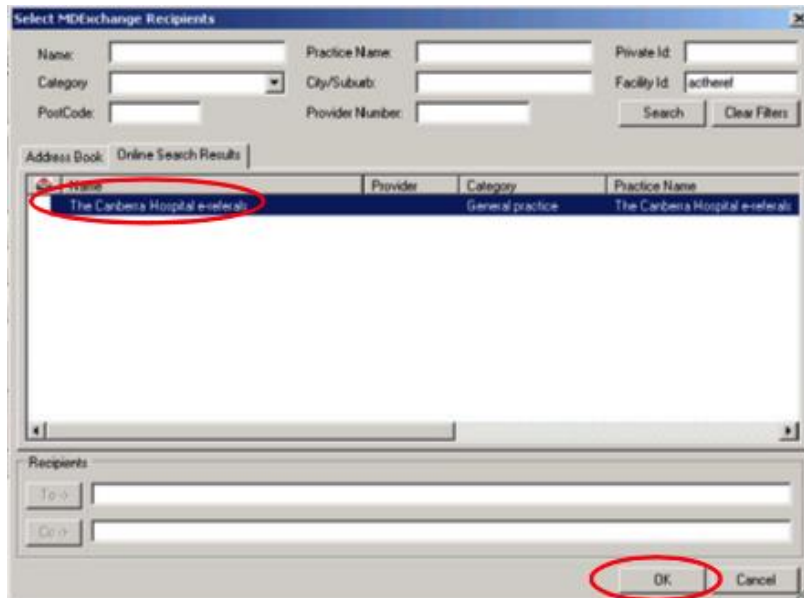 Select MDExchange Recipients
Name: Practice Name: Private Id:
Category City/Suburb: Facility Id: actheref
PostCode: Provider Number: Search Clear Filters
Address Book Online Search Results
Name Provider Category Practice Name
The Canberra Hospital e-referrals General practice The Canberra Hospital e-referrals
Recipients
To ->
Cc ->
OK Cancel